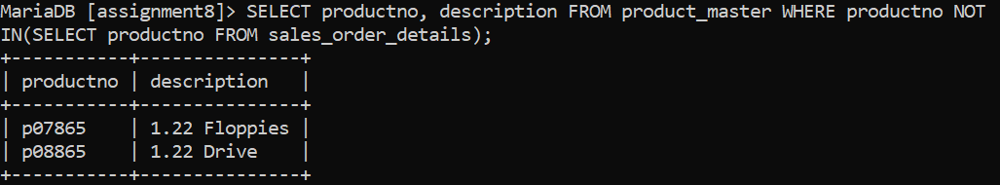 MariaDB [assignment8]> SELECT productno, description FROM product_master WHERE productno NOT
IN(SELECT productno FROM sales_order_details);
+-----------+---------------+
| productno | description   |
+-----------+---------------+
| p07865    | 1.22 Floppies |
| p08865    | 1.22 Drive    |
+-----------+---------------+